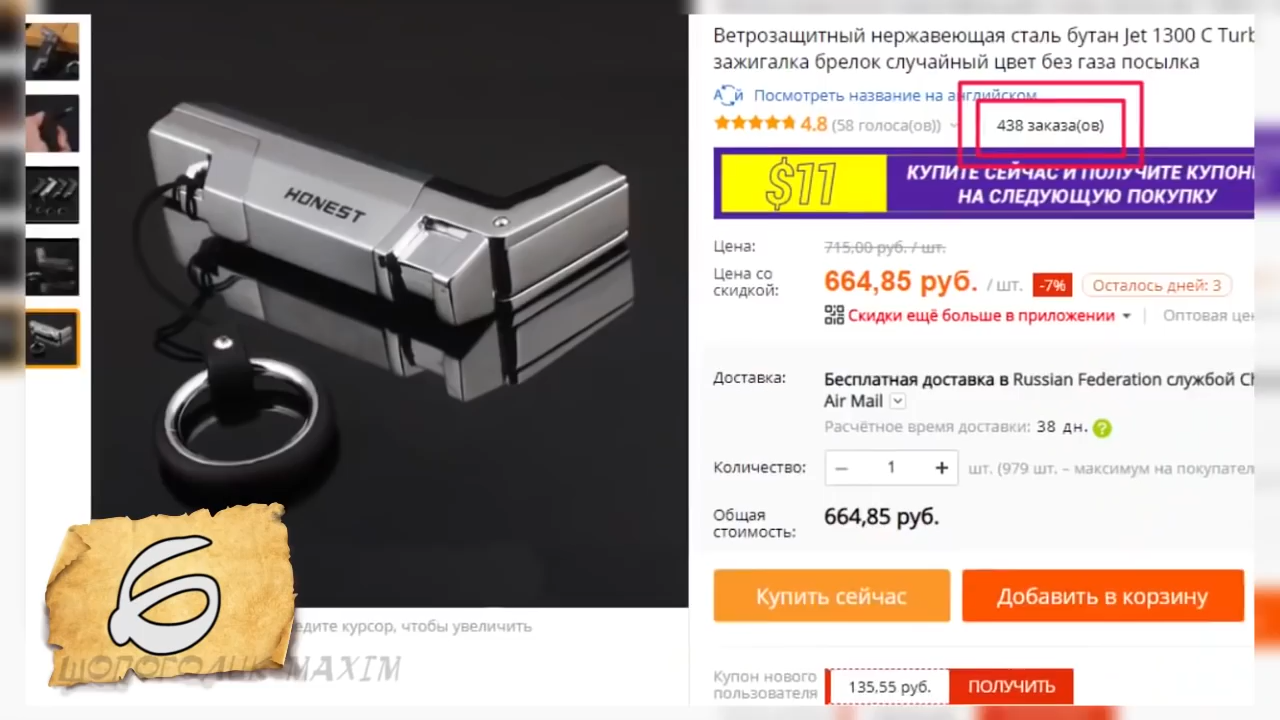 Ветрозащитный нержавеющая сталь бутан Jet 1300 C Turb
зажигалка брелок случайный цвет без газа посылка
Посмотреть название на английском
4.8 (58 голоса(ов)) 438 заказа(ов)
$11
КУПИТЕ СЕЙЧАС И ПОЛУЧИТЕ КУПОН
НА СЛЕДУЮЩУЮ ПОКУПКУ
HONEST
Цена: 715,00 руб. / шт.
Цена со
скидкой:
664,85 руб. / шт. -7% Осталось дней: 3
Скидки ещё больше в приложении
Доставка: Бесплатная доставка в Russian Federation службой
Air Mail
Расчётное время доставки: 38 дн. ?
Количество: – 1 + шт. (979 шт. – максимум на
Общая
стоимость:
664,85 руб.
Купить сейчас Добавить в корзину
курсор, чтобы увеличить
6
ШОПОГОЛИК MAXIM
Купон нового
пользователя
135,55 руб. ПОЛУЧИТЬ